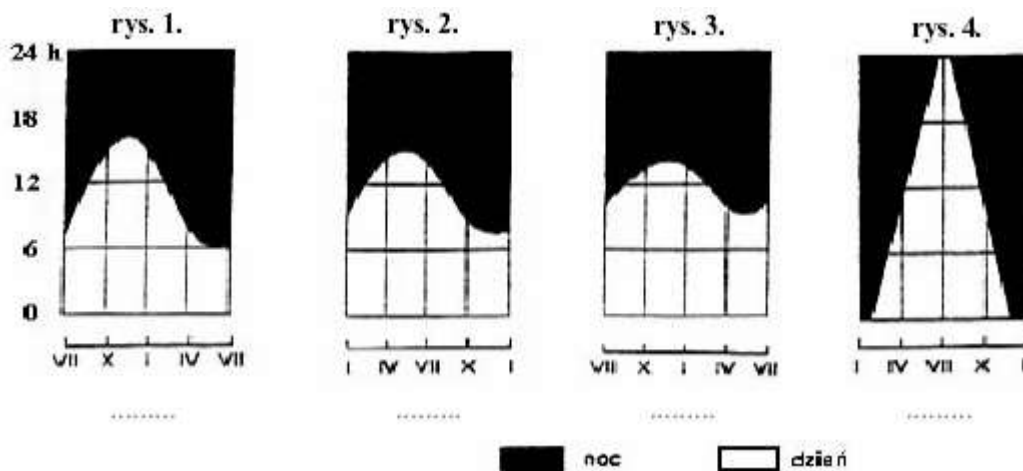 rys. 1. rys. 2. rys. 3. rys. 4.
24 h
18
12
6
0
VII X I IV VII
I IV VII X I
VII X I IV VII
I IV VII X I
.......... .......... .......... ..........
noc dzień